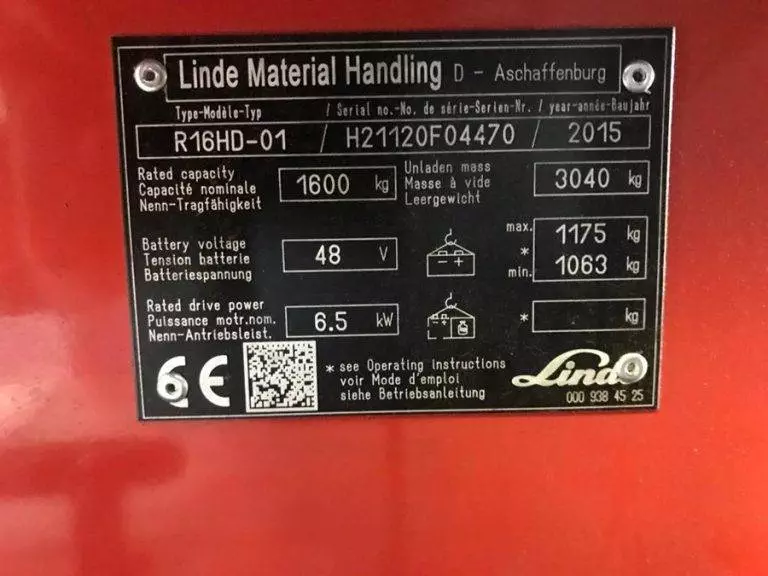 Linde Material Handling D - Aschaffenburg
Type-Modèle-Typ / Serial no.-No. de série-Serien-Nr. / year-année-Baujahr
R16HD-01 / H21120F04470 / 2015
Rated capacity
Capacité nominale
Nenn-Tragfähigkeit
1600 kg
Unladen mass
Masse à vide
Leergewicht
3040 kg
Battery voltage
Tension batterie
Batteriespannung
48 V
- +
max. 1175 kg
*
min. 1063 kg
Rated drive power
Puissance motr.nom.
Nenn-Antriebsleist.
6.5 kW
- +
* kg
CE
* see Operating instructions
voir Mode d'emploi
siehe Betriebsanleitung
Linde
000 938 45 25